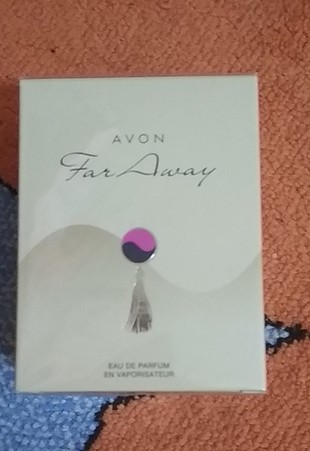 AVON
Far Away
EAU DE PARFUM
EN VAPORISATEUR